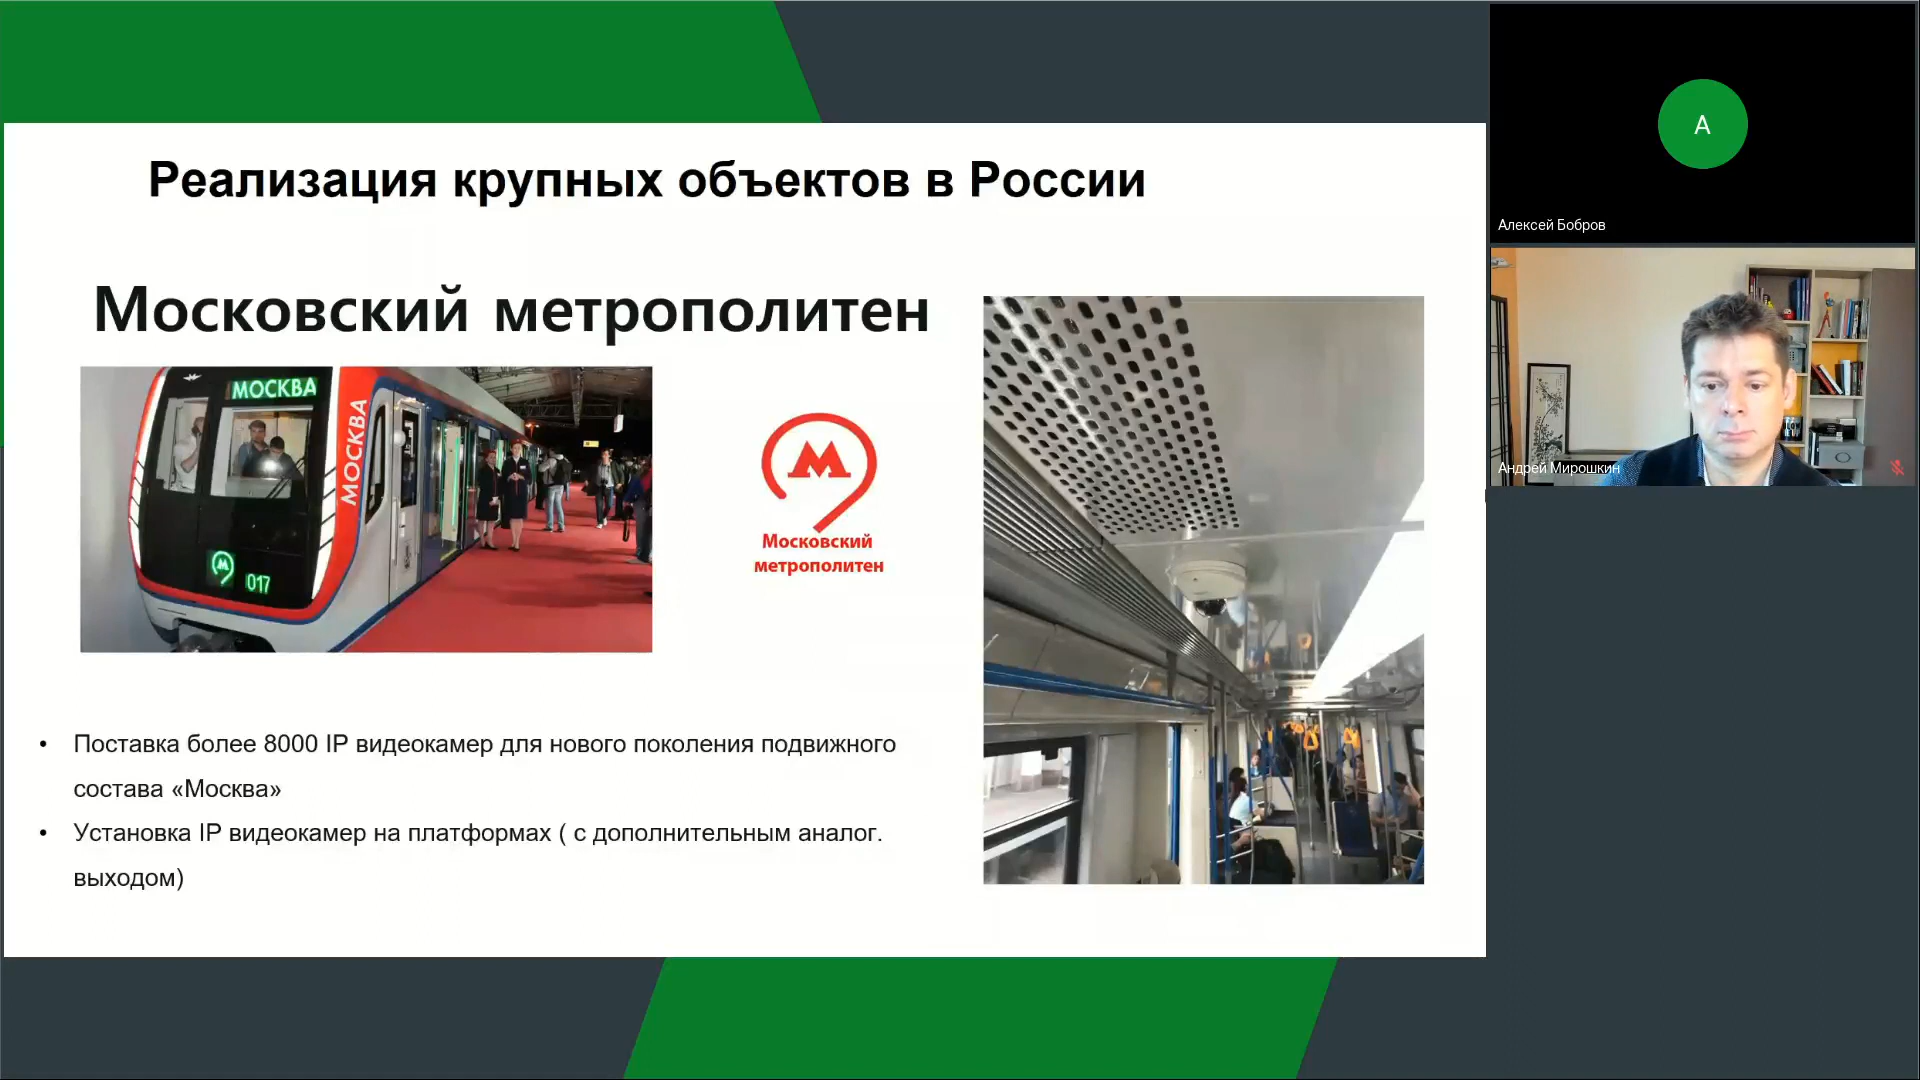 Реализация крупных объектов в России
Московский метрополитен
МОСКВА
МОСКВА
М
017
М
Московский
метрополитен
• Поставка более 8000 IP видеокамер для нового поколения подвижного
состава «Москва»
• Установка IP видеокамер на платформах ( с дополнительным аналог.
выходом)
А
Алексей Бобров
Андрей Мирошкин